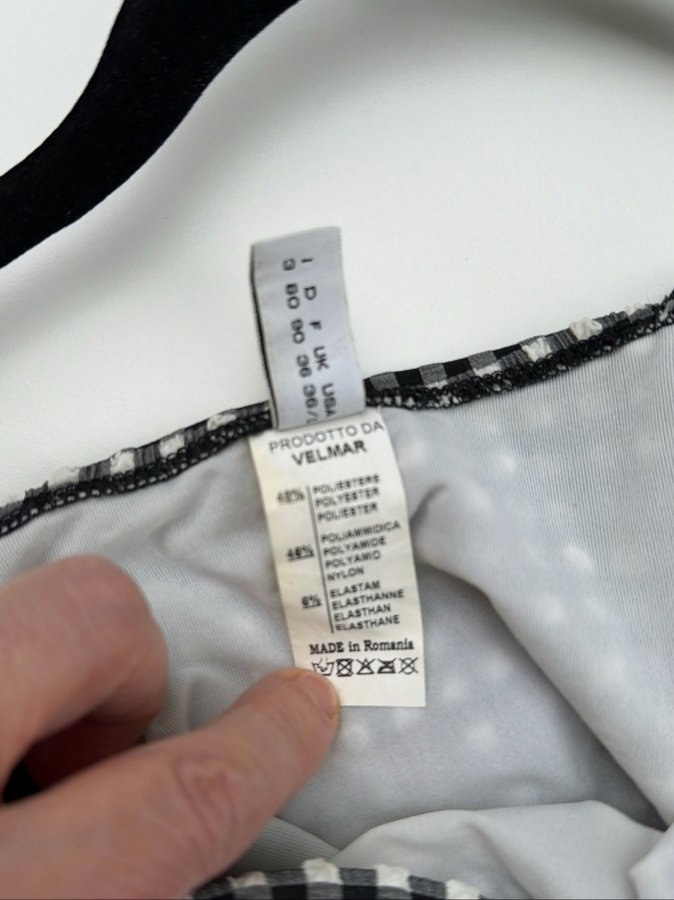 I D F UK USA
3 80 90 36
PRODOTTO DA
VELMAR
48% POLIESTERE
POLYESTER
POLIESTER
46% POLIAMMIDICA
POLYAMIDE
POLYAMID
NYLON
6% ELASTAM
ELASTHANNE
ELASTHAN
ELASTHANE
MADE in Romania